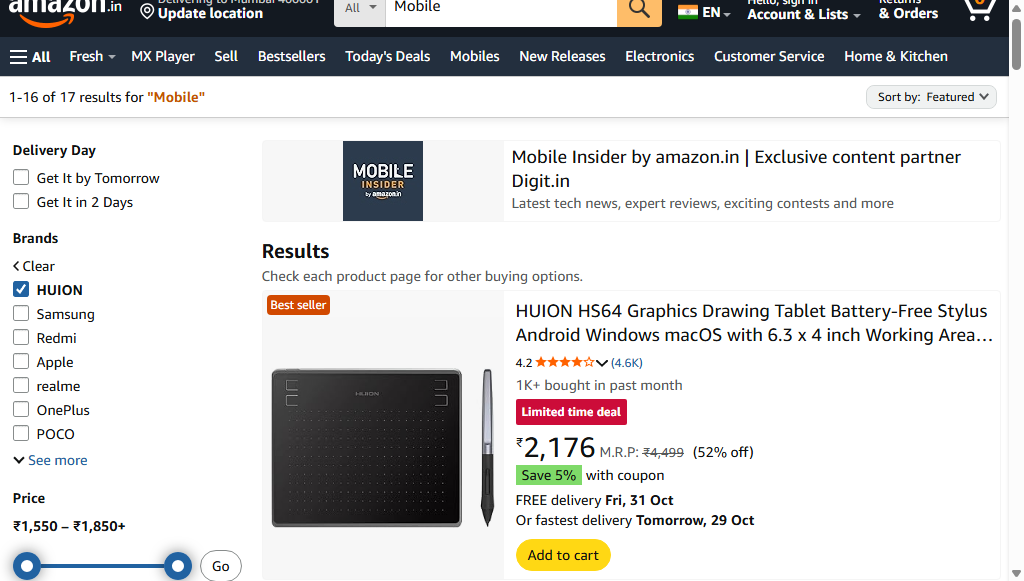 amazon.in
Delivering to Mumbai 400001
Update location
All
Mobile
EN
Hello, sign in
Account & Lists
Returns
& Orders
0
All
Fresh
MX Player
Sell
Bestsellers
Today's Deals
Mobiles
New Releases
Electronics
Customer Service
Home & Kitchen
1-16 of 17 results for "Mobile"
Sort by: Featured
Delivery Day
Get It by Tomorrow
Get It in 2 Days
Brands
Clear
HUION
Samsung
Redmi
Apple
realme
OnePlus
POCO
See more
Price
₹1,550 – ₹1,850+
Go
MOBILE
INSIDER
by amazon.in
Mobile Insider by amazon.in | Exclusive content partner
Digit.in
Latest tech news, expert reviews, exciting contests and more
Results
Check each product page for other buying options.
Best seller
HUION
HUION HS64 Graphics Drawing Tablet Battery-Free Stylus
Android Windows macOS with 6.3 x 4 inch Working Area…
4.2 (4.6K)
1K+ bought in past month
Limited time deal
₹2,176 M.R.P: ₹4,499 (52% off)
Save 5% with coupon
FREE delivery Fri, 31 Oct
Or fastest delivery Tomorrow, 29 Oct
Add to cart